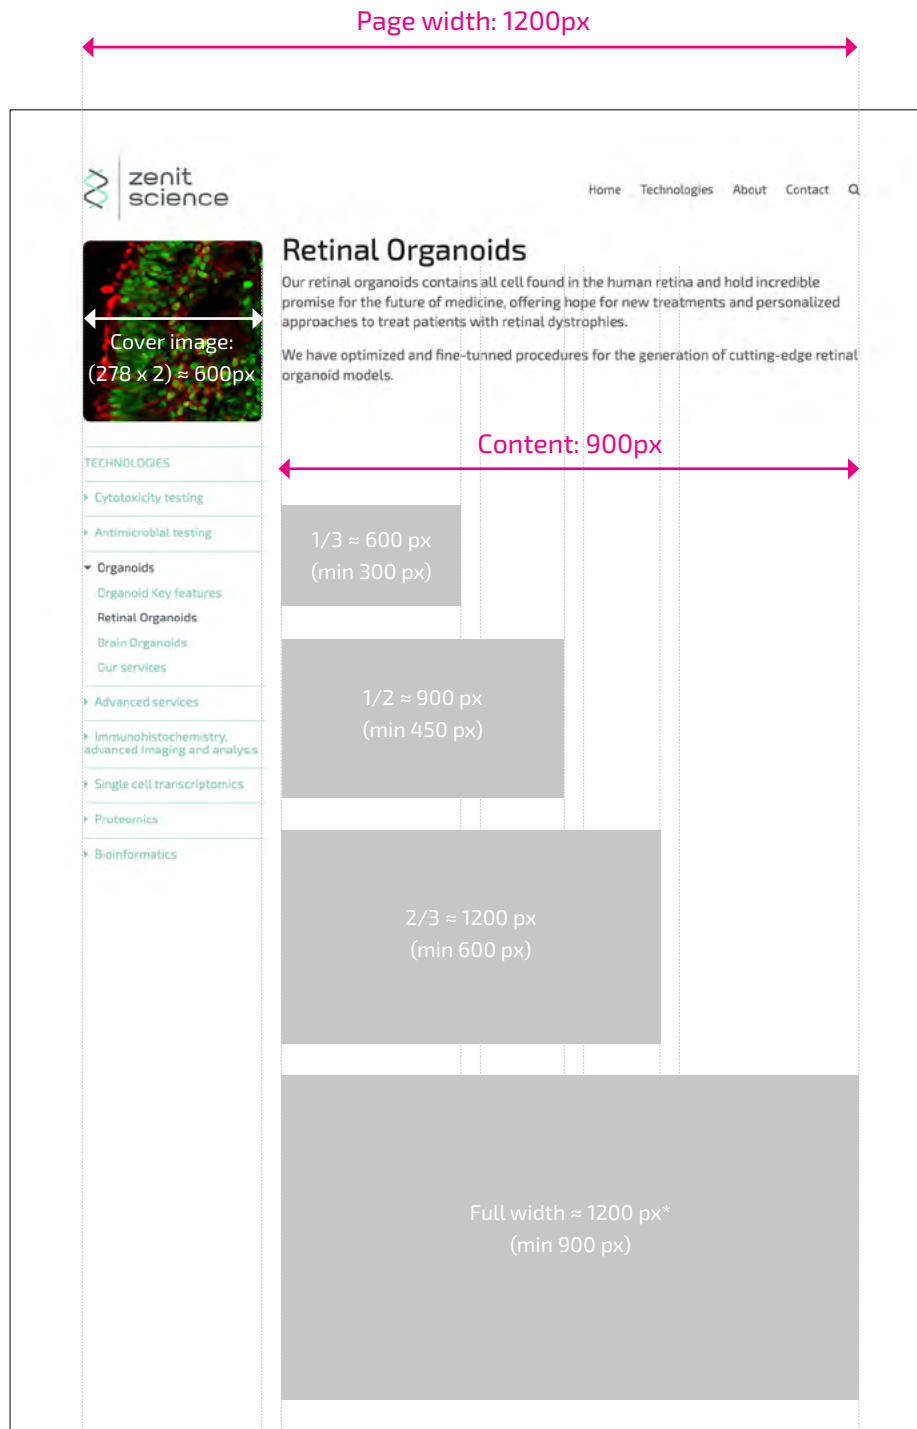 Page width: 1200px
zenit
science
Home Technologies About Contact
Retinal Organoids
Our retinal organoids contains all cell found in the human retina and hold incredible
promise for the future of medicine, offering hope for new treatments and personalized
approaches to treat patients with retinal dystrophies.
We have optimized and fine-tunned procedures for the generation of cutting-edge retinal
organoid models.
Cover image:
(278 x 2) ≈ 600px
Content: 900px
TECHNOLOGIES
Cytotoxicity testing
Antimicrobial testing
Organoids
Organoid Key features
Retinal Organoids
Brain Organoids
Our services
Advanced services
Immunohistochemistry,
advanced Imaging and analysis
Single cell transcriptomics
Proteomics
Bioinformatics
1/3 ≈ 600 px
(min 300 px)
1/2 ≈ 900 px
(min 450 px)
2/3 ≈ 1200 px
(min 600 px)
Full width ≈ 1200 px*
(min 900 px)